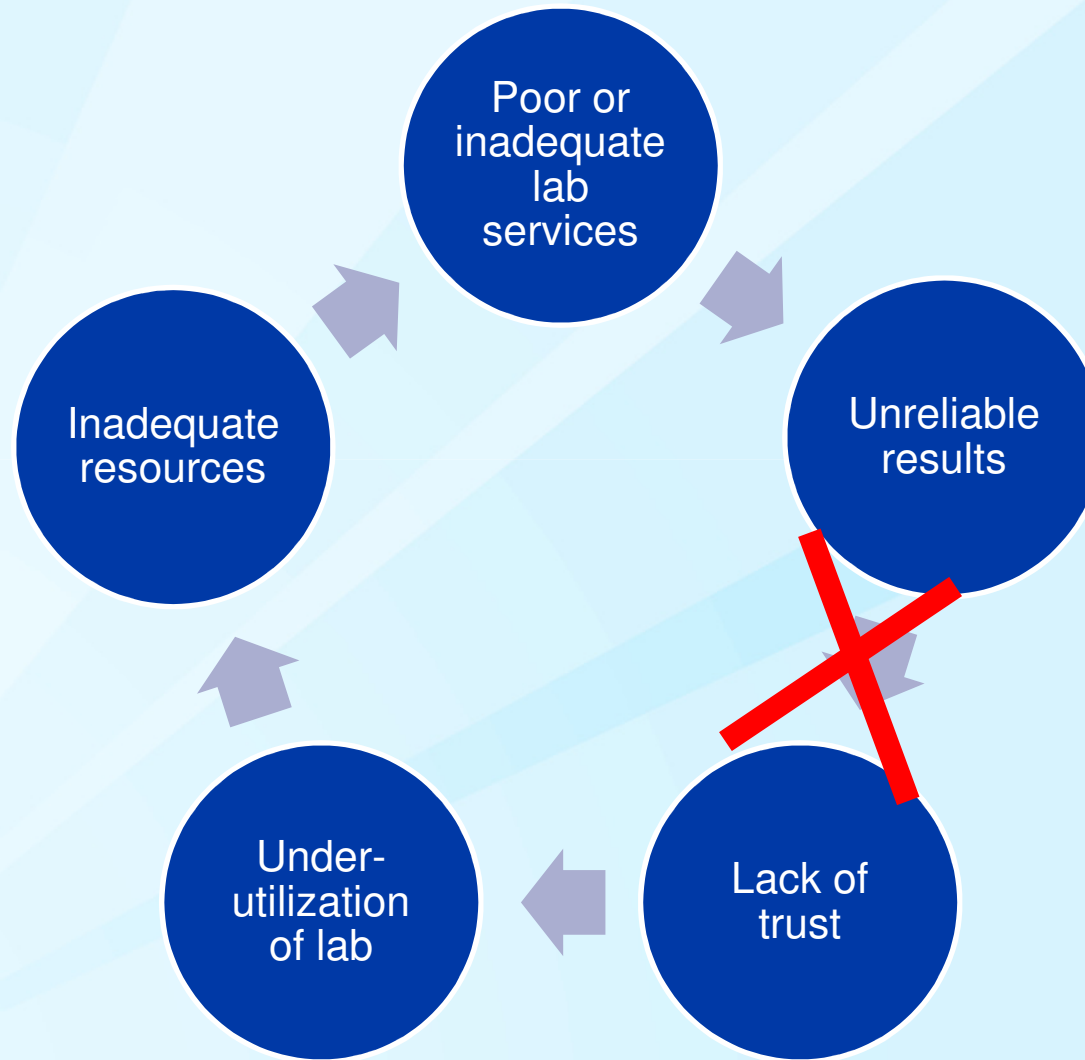 Poor or
inadequate
lab
services
Unreliable
results
Lack of
trust
Under-
utilization
of lab
Inadequate
resources